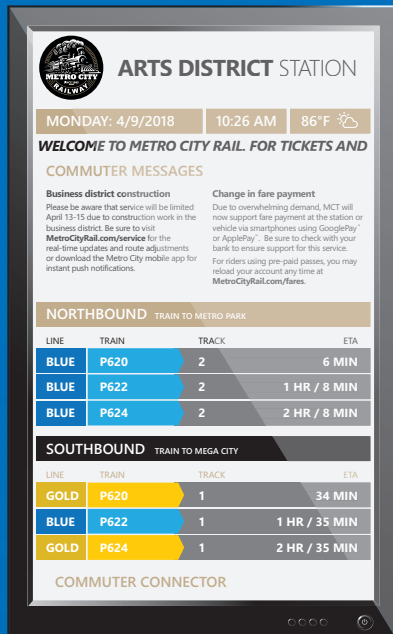 METRO CITY
RAILWAY
ARTS DISTRICT STATION
MONDAY: 4/9/2018 10:26 AM 86°F
WELCOME TO METRO CITY RAIL. FOR TICKETS AND
COMMUTER MESSAGES
Business district construction
Please be aware that service will be limited
April 13-15 due to construction work in the
business district. Be sure to visit
MetroCityRail.com/service for the
real-time updates and route adjustments
or download the Metro City mobile app for
instant push notifications.
Change in fare payment
Due to overwhelming demand, MCT will
now support fare payment at the station or
vehicle via smartphones using GooglePay™
or ApplePay™. Be sure to check with your
bank to ensure support for this service.
For riders using pre-paid passes, you may
reload your account any time at
MetroCityRail.com/fares.
NORTHBOUND TRAIN TO METRO PARK
LINE TRAIN TRACK ETA
BLUE P620 2 6 MIN
BLUE P622 2 1 HR / 8 MIN
BLUE P624 2 2 HR / 8 MIN
SOUTHBOUND TRAIN TO MEGA CITY
LINE TRAIN TRACK ETA
GOLD P620 1 34 MIN
BLUE P622 1 1 HR / 35 MIN
GOLD P624 1 2 HR / 35 MIN
COMMUTER CONNECTOR